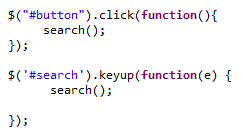 $("#button").click(function(){
search();
});
$('#search').keyup(function(e) {
search();
});